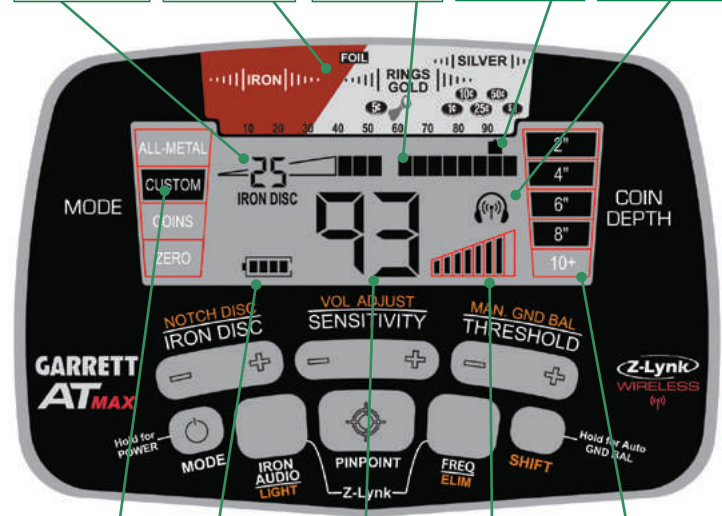 FOIL
SILVER
IRON
RINGS
GOLD
10¢ 50¢
5¢ 1¢ 25¢ $1
10 20 30 40 50 60 70 80 90
ALL-METAL
CUSTOM
COINS
ZERO
MODE
25
IRON DISC
93
2"
4"
6"
8"
10+
COIN
DEPTH
NOTCH DISC
IRON DISC
VOL ADJUST
SENSITIVITY
MAN. GND BAL
THRESHOLD
GARRETT
AT MAX
Z-Lynk
WIRELESS
Hold for
POWER
MODE
IRON
AUDIO
LIGHT
PINPOINT
Z-Lynk
FREQ
ELIM
SHIFT
Hold for Auto
GND BAL